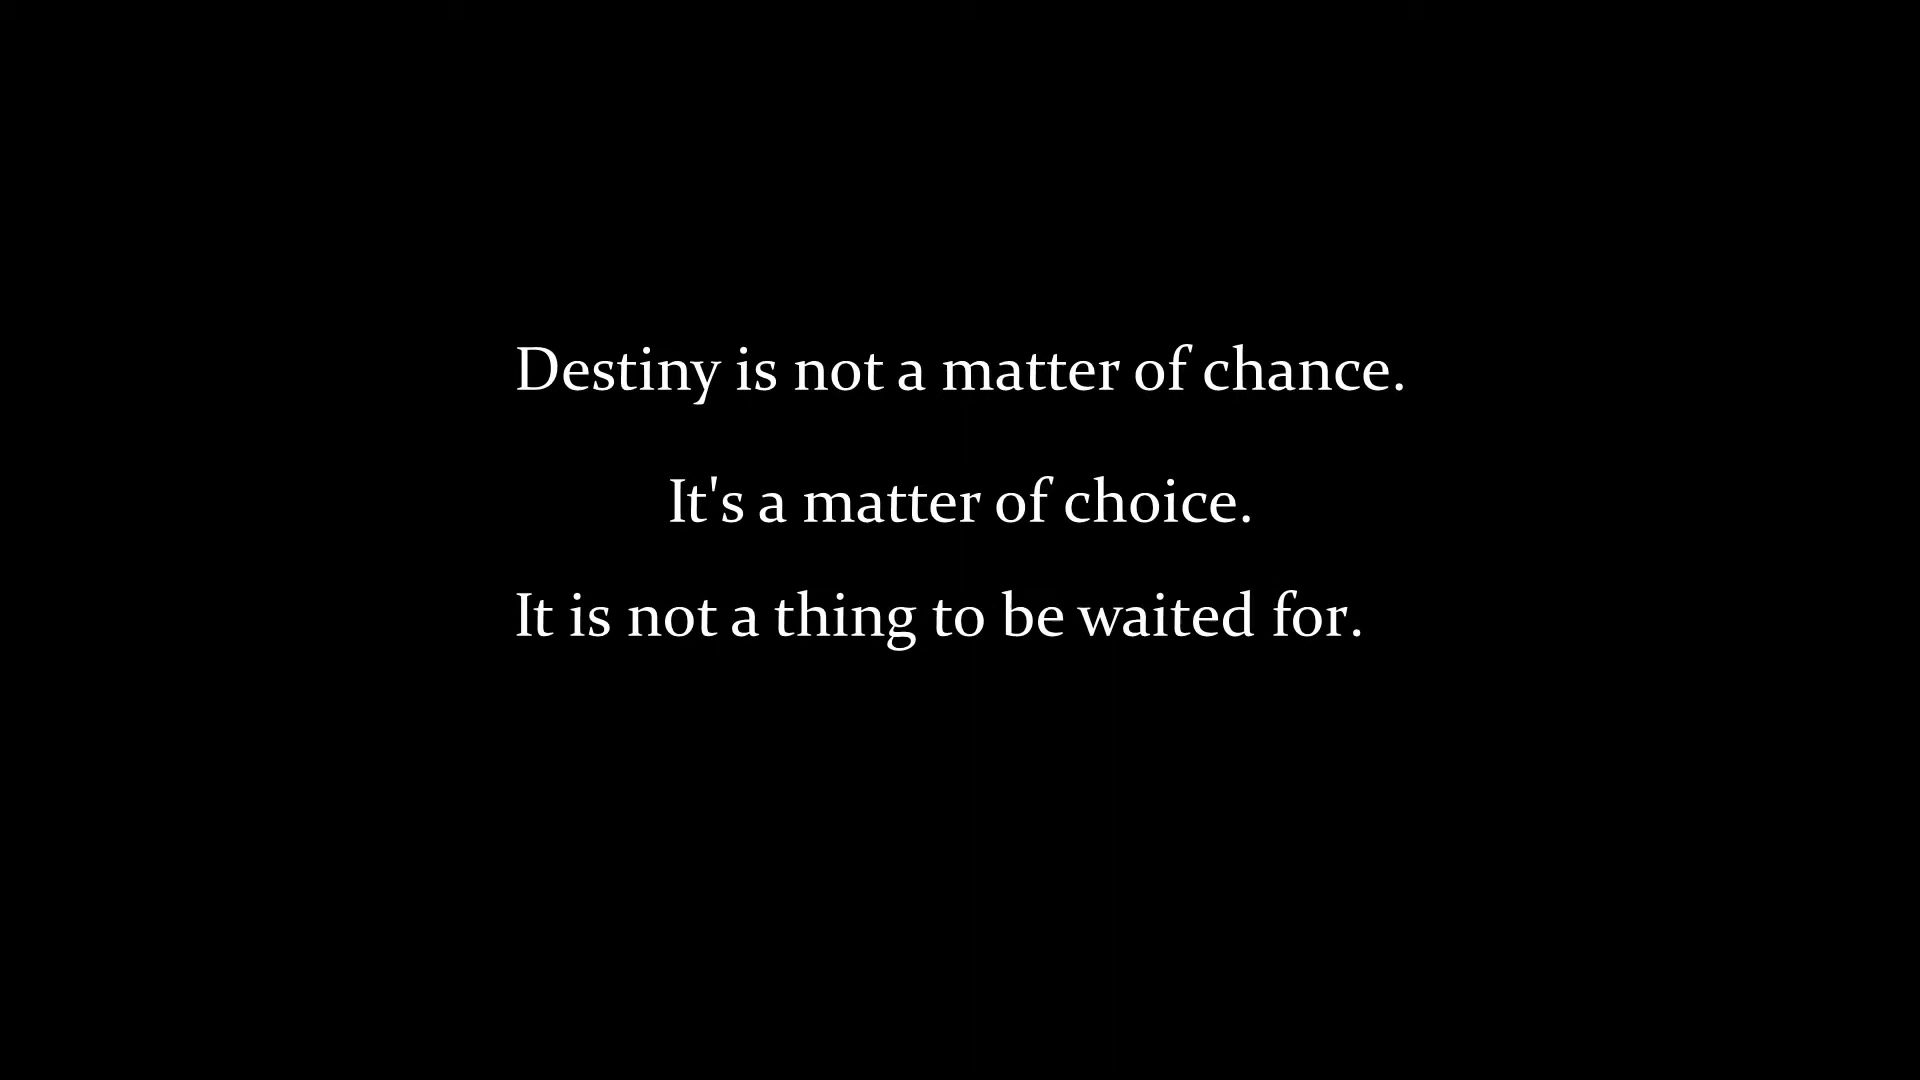 Destiny is not a matter of chance.
It's a matter of choice.
It is not a thing to be waited for.